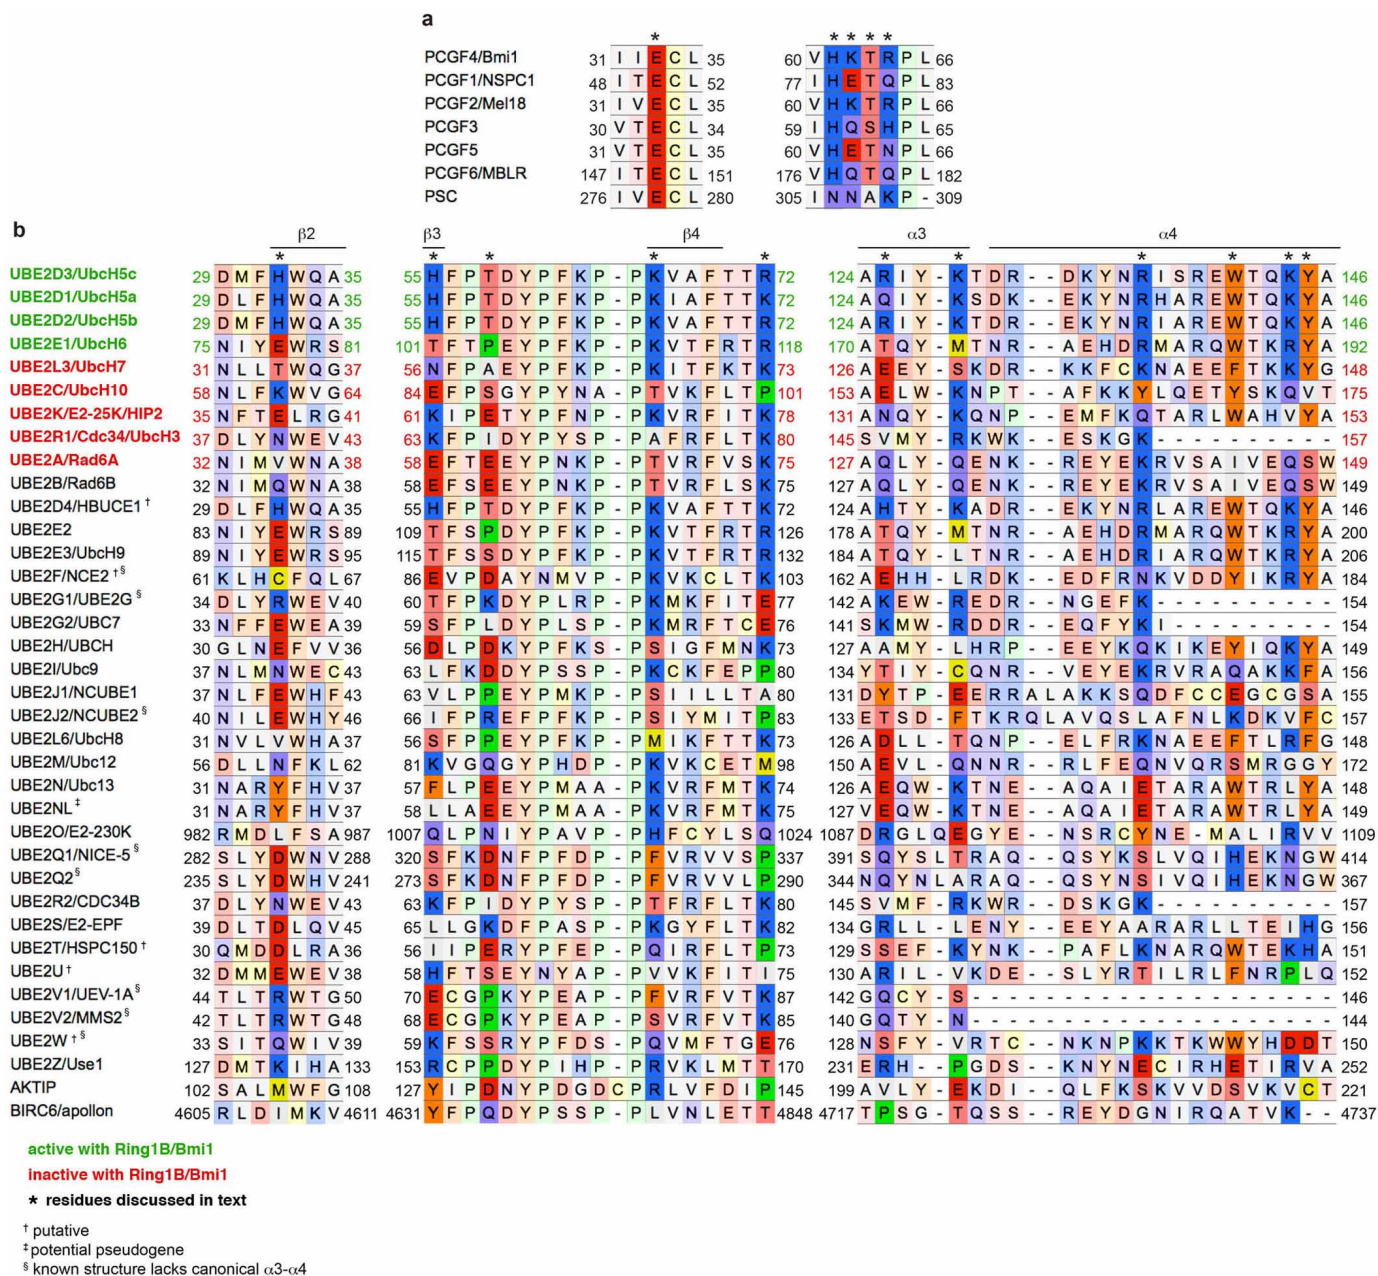 a
* * * * *
PCGF4/Bmi1 31 I I E C L 35 60 V H K T R P L 66
PCGF1/NSPC1 48 I T E C L 52 77 I H E T Q P L 83
PCGF2/Mel18 31 I V E C L 35 60 V H K T R P L 66
PCGF3 30 V T E C L 34 59 I H Q S H P L 65
PCGF5 31 V T E C L 35 60 V H E T N P L 66
PCGF6/MBLR 147 I T E C L 151 176 V H Q T Q P L 182
PSC 276 I V E C L 280 305 I N N A K P - 309
b
β2 β3 β4 α3 α4
* * * * * * * * * *
UBE2D3/UbcH5c 29 D M F H W Q A 35 55 H F P T D Y P F K P - P K V A F T T R 72 124 A R I Y - K T D R - - D K Y N R I S R E W T Q K Y A 146
UBE2D1/UbcH5a 29 D L F H W Q A 35 55 H F P T D Y P F K P - P K I A F T T K 72 124 A Q I Y - K S D K - - E K Y N R H A R E W T Q K Y A 146
UBE2D2/UbcH5b 29 D M F H W Q A 35 55 H F P T D Y P F K P - P K V A F T T R 72 124 A R I Y - K T D R - - E K Y N R I A R E W T Q K Y A 146
UBE2E1/UbcH6 75 N I Y E W R S 81 101 T F T P E Y P F K P - P K V T F R T R 118 170 A T Q Y - M T N R - - A E H D R M A R Q W T K R Y A 192
UBE2L3/UbcH7 31 N L L T W Q G 37 56 N F P A E Y P F K P - P K I T F K T K 73 126 A E E Y - S K D R - - K K F C K N A E E F T K K Y G 148
UBE2C/UbcH10 58 N L F K W V G 64 84 E F P S G Y P Y N A - P T V K F L T P 101 153 A E L W - K N P T - - A F K K Y L Q E T Y S K Q V T 175
UBE2K/E2-25K/HIP2 35 N F T E L R G 41 61 K I P E T Y P F N P - P K V R F I T K 78 131 A N Q Y - K Q N P - - E M F K Q T A R L W A H V Y A 153
UBE2R1/Cdc34/UbcH3 37 D L Y N W E V 43 63 K F P I D Y P Y S P - P A F R F L T K 80 145 S V M Y - R K W K - - E S K G K - - - - - - - - - - - 157
UBE2A/Rad6A 32 N I M V W N A 38 58 E F T E E Y P N K P - P T V R F V S K 75 127 A Q L Y - Q E N K - - R E Y E K R V S A I V E Q S W 149
UBE2B/Rad6B 32 N I M Q W N A 38 58 E F S E E Y P N K P - P T V R F L S K 75 127 A Q L Y - Q E N K - - R E Y E K R V S A I V E Q S W 149
UBE2D4/HBUCE1 † 29 D L F H W Q A 35 55 H F P T D Y P F K P - P K V A F T T K 72 124 A H T Y - K A D R - - E K Y N R L A R E W T Q K Y A 146
UBE2E2 83 N I Y E W R S 89 109 T F S P D Y P F K P - P K V T F R T R 126 178 A T Q Y - M T N R - - A E H D R M A R Q W T K R Y A 200
UBE2E3/UbcH9 89 N I Y E W R S 95 115 T F S S D Y P F K P - P K V T F R T R 132 184 A T Q Y - L T N R - - A E H D R I A R Q W T K R Y A 206
UBE2F/NCE2 †§ 61 K L H C F Q L 67 86 E V P D A Y N M V P - P K V K C L T K 103 162 A E H H - L R D K - - E D F R N K V D D Y I K R Y A 184
UBE2G1/UBE2G § 34 D L Y R W E V 40 60 T F P K D Y P L R P - P K M K F I T E 77 142 A K E W - R E D R - - N G E F K - - - - - - - - - - - 154
UBE2G2/UBC7 33 N F F E W E A 39 59 S F P L D Y P L S P - P K M R F T C E 76 141 S K M W - R D D R - - E Q F Y K I - - - - - - - - - - 154
UBE2H/UBCH 30 G L N E F V V 36 56 D L P D K Y P F K S - P S I G F M N K 73 127 A A M Y - L H R P - - E E Y K Q K I K E Y I Q K Y A 149
UBE2I/Ubc9 37 N L M N W E C 43 63 L F K D D Y P S S P - P K C K F E P P 80 134 Y T I Y - C Q N R - - V E Y E K R V R A Q A K K F A 156
UBE2J1/NCUBE1 37 N L F E W H F 43 63 V L P P E Y P M K P - P S I I L L T A 80 131 D Y T P - E E R R A L A K K S Q D F C C E G C G S A 155
UBE2J2/NCUBE2 § 40 N I L E W H Y 46 66 I F P R E F P F K P - P S I Y M I T P 83 133 E T S D - F T K R Q L A V Q S L A F N L K D K V F C 157
UBE2L6/UbcH8 31 N V L V W H A 37 56 S F P P E Y P F K P - P M I K F T T K 73 126 A D L L - T Q N P - - E L F R K N A E E F T L R F G 148
UBE2M/Ubc12 56 D L L N F K L 62 81 K V G Q G Y P H D P - P K V K C E T M 98 150 A E V L - Q N N R - - R L F E Q N V Q R S M R G G Y 172
UBE2N/Ubc13 31 N A R Y F H V 37 57 F L P E E Y P M A A - P K V R F M T K 74 126 A E Q W - K T N E - - A Q A I E T A R A W T R L Y A 148
UBE2NL ‡ 31 N A R Y F H V 37 58 L L A E E Y P M A A - P K V R F M T K 75 127 V E Q W - K T N E - - A Q A I E T A R A W T R L Y A 149
UBE2O/E2-230K 982 R M D L F S A 987 1007 Q L P N I Y P A V P - P H F C Y L S Q 1024 1087 D R G L Q E G Y E - - N S R C Y N E - M A L I R V V 1109
UBE2Q1/NICE-5 § 282 S L Y D W N V 288 320 S F K D N F P F D P - P F V R V V S P 337 391 S Q Y S L T R A Q - - Q S Y K S L V Q I H E K N G W 414
UBE2Q2 § 235 S L Y D W H V 241 273 S F K D N F P F D P - P F V R V V L P 290 344 N Q Y N L A R A Q - - Q S Y N S I V Q I H E K N G W 367
UBE2R2/CDC34B 37 D L Y N W E V 43 63 K F P I D Y P Y S P - P T F R F L T K 80 145 S V M F - R K W R - - D S K G K - - - - - - - - - - - 157
UBE2S/E2-EPF 39 D L T D L Q V 45 65 L L G K D F P A S P - P K G Y F L T K 82 134 G R L L - L E N Y - - E E Y A A R A R L L T E I H G 156
UBE2T/HSPC150 † 30 Q M D D L R A 36 56 I I P E R Y P F E P - P Q I R F L T P 73 129 S S E F - K Y N K - - P A F L K N A R Q W T E K H A 151
UBE2U † 32 D M M E W E V 38 58 H F T S E Y N Y A P - P V V K F I T I 75 130 A R I L - V K D E - - S L Y R T I L R L F N R P L Q 152
UBE2V1/UEV-1A § 44 T L T R W T G 50 70 E C G P K Y P E A P - P F V R F V T K 87 142 G Q C Y - S - - - - - - - - - - - - - - - - - - - - 146
UBE2V2/MMS2 § 42 T L T R W T G 48 68 E C G P K Y P E A P - P S V R F V T K 85 140 G Q T Y - N - - - - - - - - - - - - - - - - - - - - 144
UBE2W †§ 33 S I T Q W I V 39 59 K F S S R Y P F D S - P Q V M F T G E 76 128 N S F Y - V R T C - - N K N P K K T K W W Y H D D T 150
UBE2Z/Use1 127 D M T K I H A 133 153 R C P P D Y P I H P - P K V K L M T T 170 231 E R H - - P G D S - - K N Y N E C I R H E T I R V A 252
AKTIP 102 S A L M W F G 108 127 Y I P D N Y P D G D C P R L V F D I P 145 199 A V L Y - E K D I - - Q L F K S K V V D S V K V C T 221
BIRC6/apollon 4605 R L D I M K V 4611 4631 Y F P Q D Y P S S P - P L V N L E T T 4848 4717 T P S G - T Q S S - - R E Y D G N I R Q A T V K - - 4737
active with Ring1B/Bmi1
inactive with Ring1B/Bmi1
* residues discussed in text
† putative
‡ potential pseudogene
§ known structure lacks canonical α3-α4